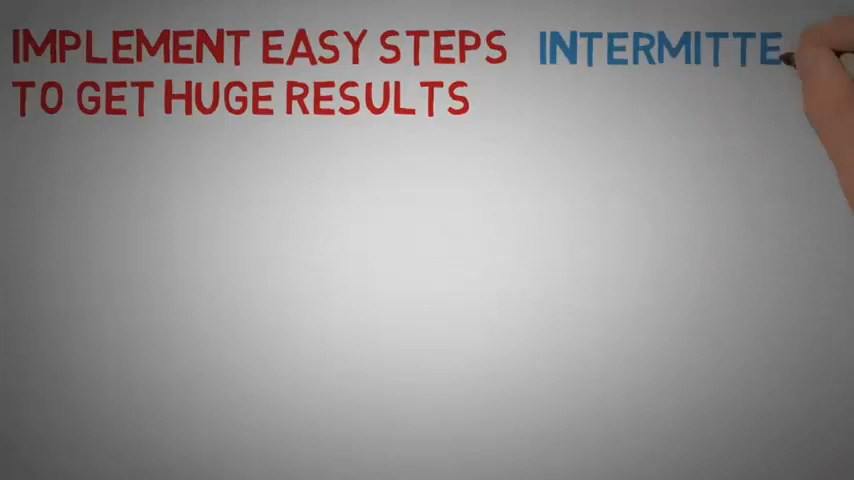 IMPLEMENT EASY STEPS
TO GET HUGE RESULTS
INTERMITTE